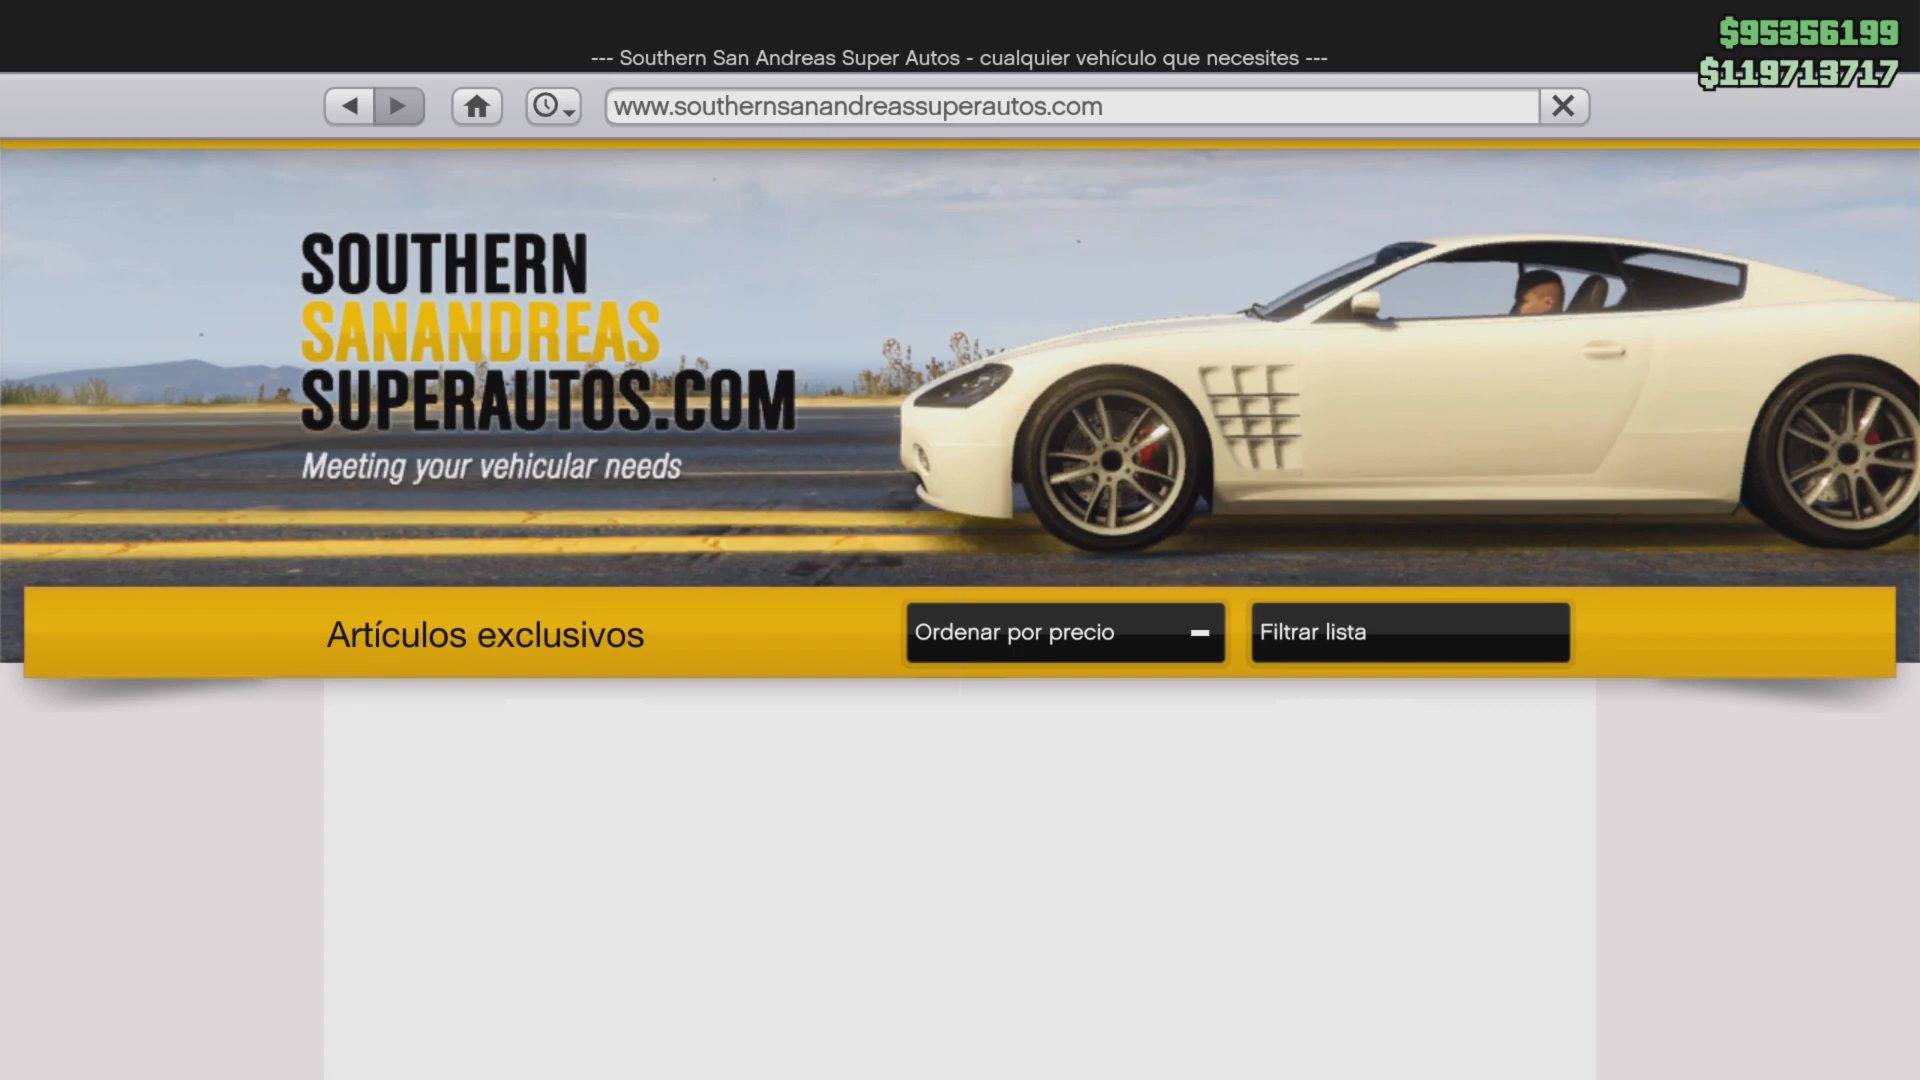 $95356199
--- Southern San Andreas Super Autos - cualquier vehículo que necesites ---
$119713717
www.southernsanandreassuperautos.com
SOUTHERN
SANANDREAS
SUPERAUTOS.COM
Meeting your vehicular needs
Artículos exclusivos
Ordenar por precio
Filtrar lista